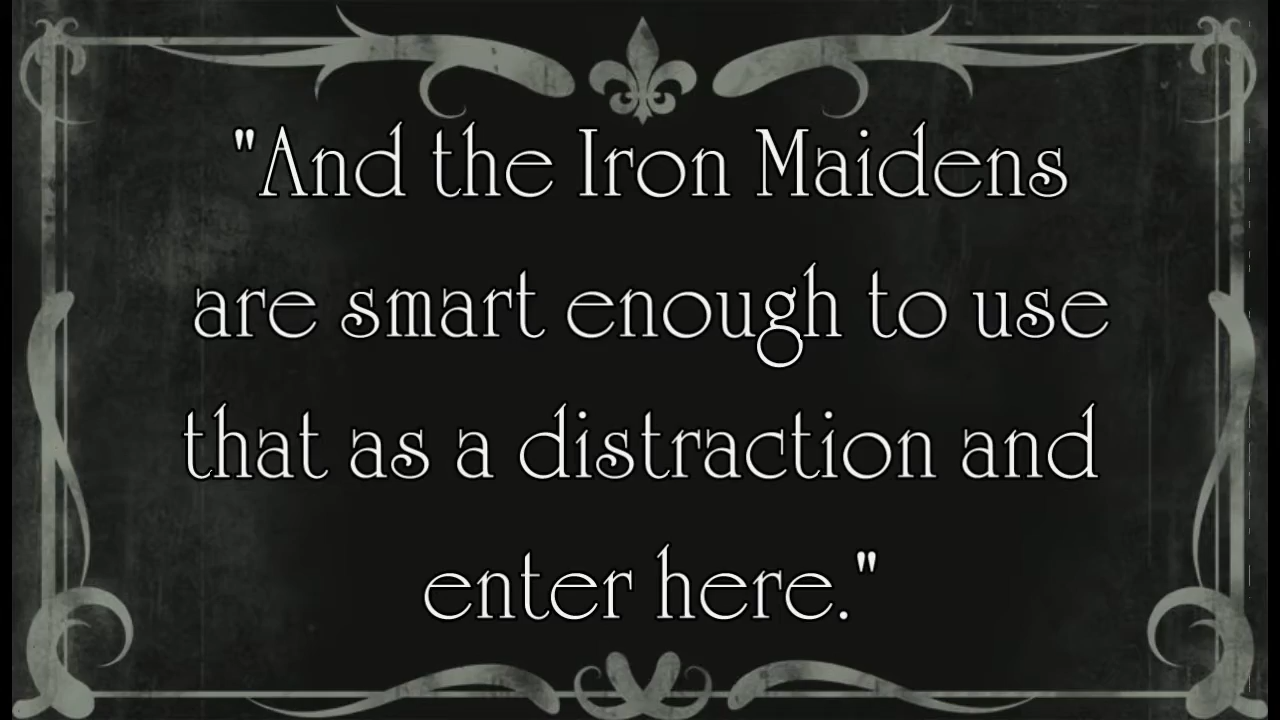 "And the Iron Maidens
are smart enough to use
that as a distraction and
enter here."